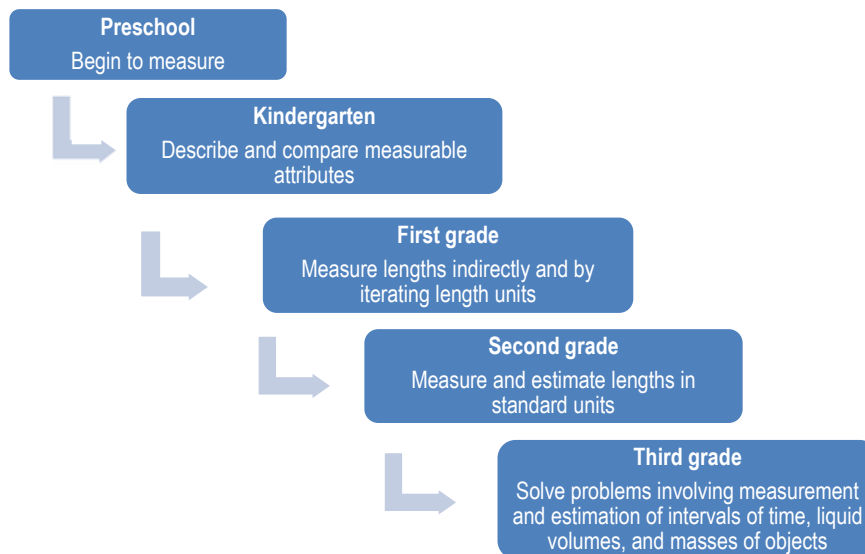 Preschool
Begin to measure
Kindergarten
Describe and compare measurable
attributes
First grade
Measure lengths indirectly and by
iterating length units
Second grade
Measure and estimate lengths in
standard units
Third grade
Solve problems involving measurement
and estimation of intervals of time, liquid
volumes, and masses of objects